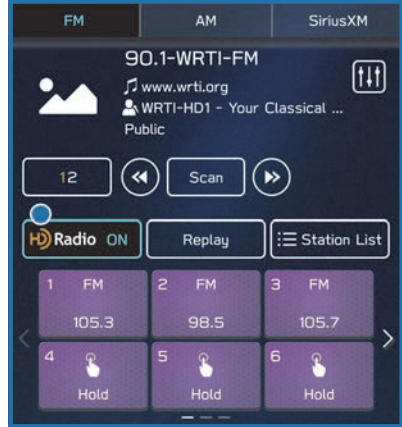 FM AM SiriusXM
90.1-WRTI-FM
www.wrti.org
WRTI-HD1 - Your Classical ...
Public
12 Scan
HD Radio ON Replay Station List
1 FM 2 FM 3 FM
105.3 98.5 105.7
4 5 6
Hold Hold Hold